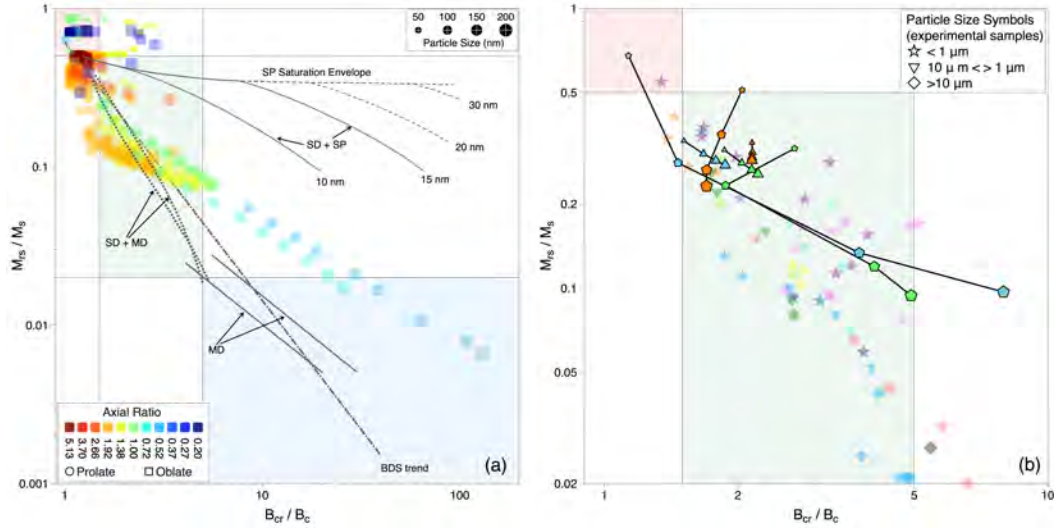 50 100 150 200
Particle Size (nm)
SP Saturation Envelope
30 nm
20 nm
SD + SP
10 nm
15 nm
SD + MD
MD
BDS trend
Axial Ratio
5.13 3.70 2.66 1.92 1.38 1.00 0.72 0.52 0.37 0.27 0.20
Prolate Oblate
(a)
1
0.1
0.01
0.001
Mrs / Ms
1 10 100
Bcr / Bc
Particle Size Symbols
(experimental samples)
< 1 μm
10 μ m < > 1 μm
>10 μm
(b)
1
0.5
0.2
0.1
0.05
0.02
Mrs / Ms
1 2 5 10
Bcr / Bc